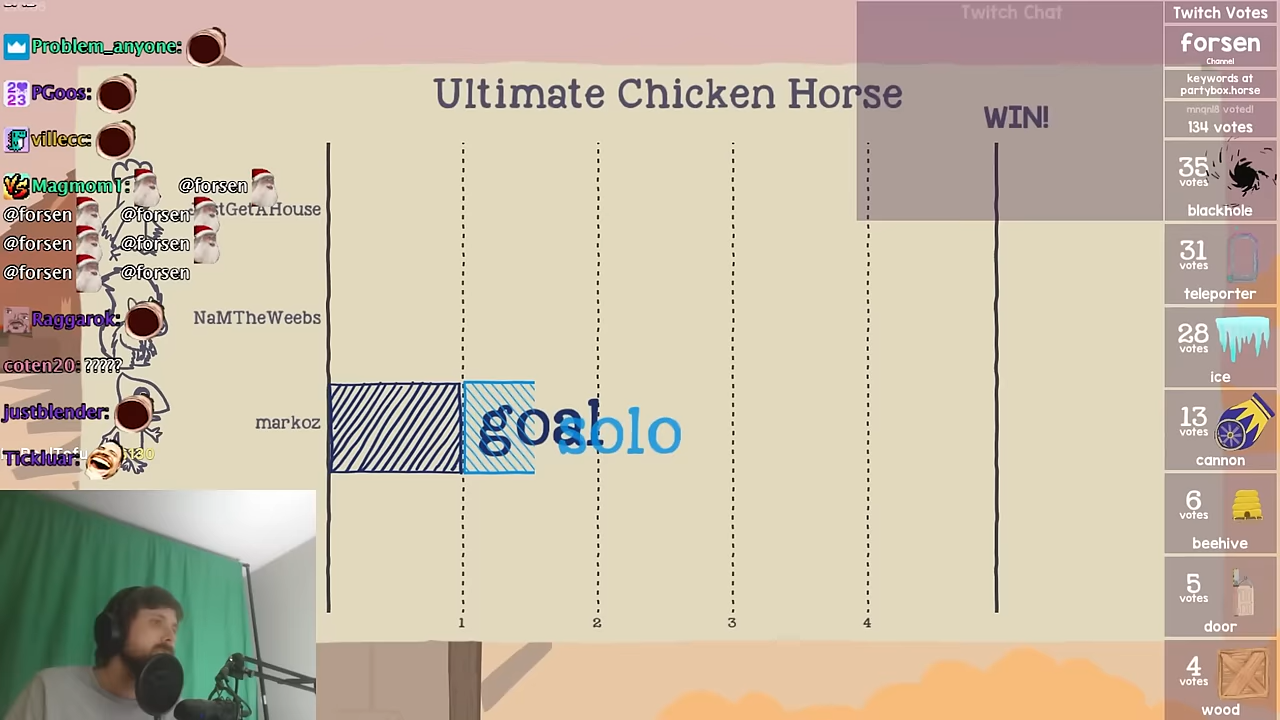 Problem_anyone:
PGoos:
villecc:
Magmom1: @forsen
@forsen @forsen
@forsen @forsen
@forsen @forsen
Raggarok:
coten20: ?????
justblender:
Tickluar:
Ultimate Chicken Horse
WIN!
NaMTheWeebs
markoz
goal
solo
1 2 3 4
Twitch Chat
Twitch Votes
forsen
Channel
keywords at
partybox.horse
mnqnl8 voted!
134 votes
35
votes
blackhole
31
votes
teleporter
28
votes
ice
13
votes
cannon
6
votes
beehive
5
votes
door
4
votes
wood